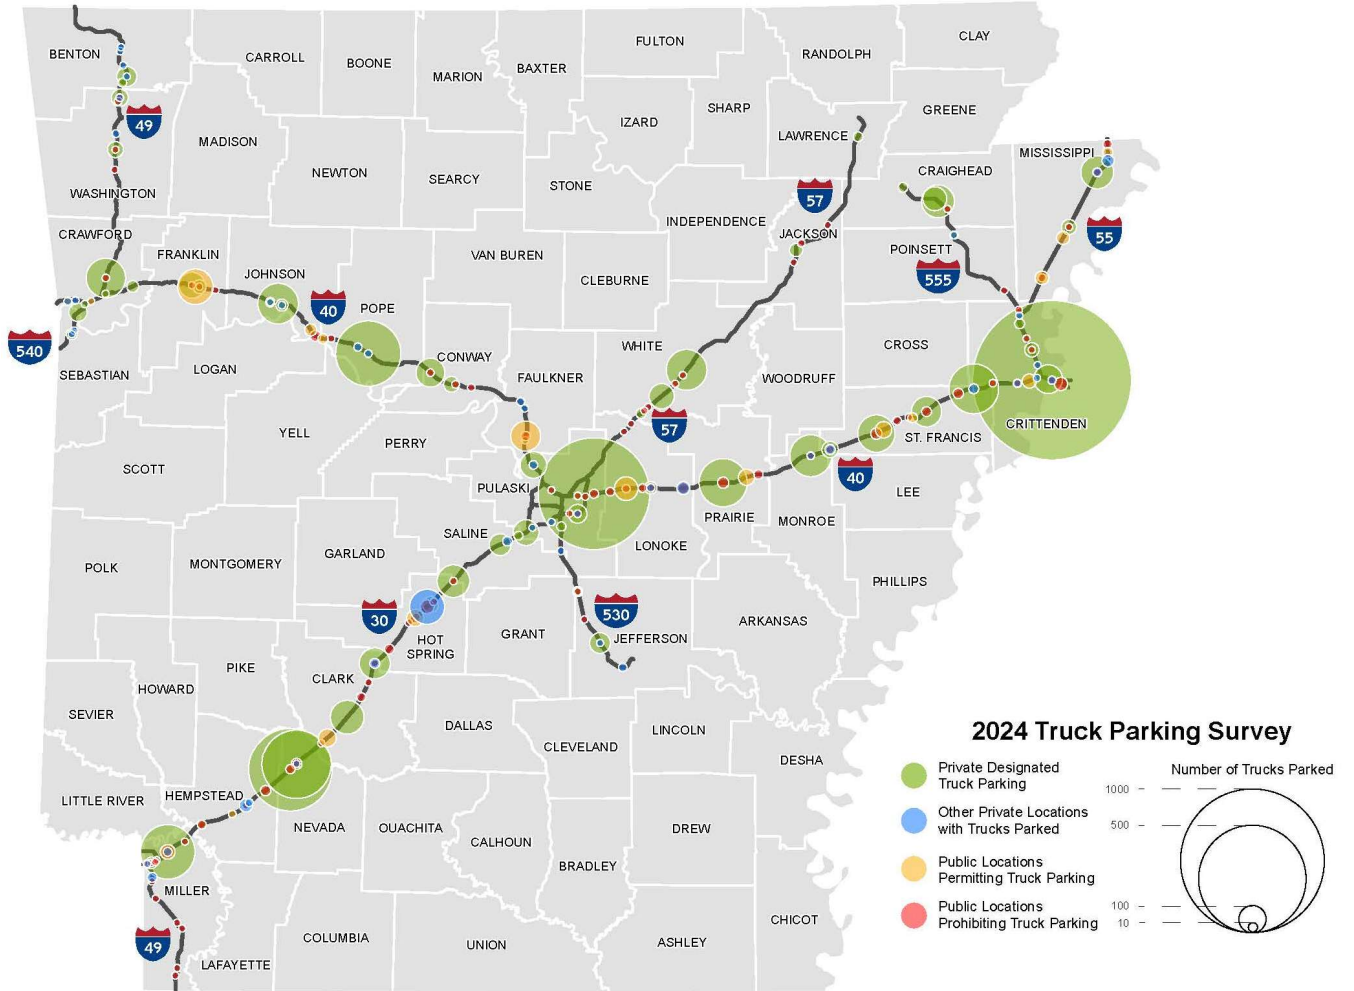 BENTON
CARROLL
BOONE
MARION
BAXTER
FULTON
RANDOLPH
CLAY
IZARD
SHARP
GREENE
49
MADISON
LAWRENCE
MISSISSIPPI
NEWTON
SEARCY
STONE
CRAIGHEAD
WASHINGTON
57
INDEPENDENCE
JACKSON
55
CRAWFORD
FRANKLIN
VAN BUREN
POINSETT
JOHNSON
CLEBURNE
555
40
POPE
540
SEBASTIAN
LOGAN
CONWAY
FAULKNER
WHITE
CROSS
WOODRUFF
YELL
PERRY
57
ST. FRANCIS
CRITTENDEN
SCOTT
PULASKI
40
LEE
PRAIRIE
MONROE
SALINE
LONOKE
POLK
MONTGOMERY
GARLAND
PHILLIPS
30
530
GRANT
JEFFERSON
ARKANSAS
HOT
SPRING
PIKE
CLARK
HOWARD
SEVIER
DALLAS
LINCOLN
CLEVELAND
DESHA
LITTLE RIVER
HEMPSTEAD
NEVADA
OUACHITA
CALHOUN
DREW
BRADLEY
MILLER
CHICOT
49
COLUMBIA
UNION
ASHLEY
LAFAYETTE
2024 Truck Parking Survey
Private Designated
Truck Parking
Other Private Locations
with Trucks Parked
Public Locations
Permitting Truck Parking
Public Locations
Prohibiting Truck Parking
Number of Trucks Parked
1000
500
100
10